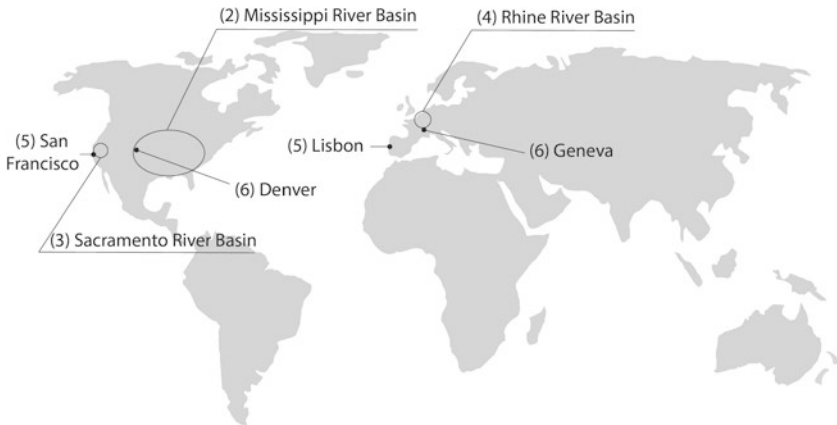 (2) Mississippi River Basin
(4) Rhine River Basin
(5) San
Francisco
(5) Lisbon
(6) Geneva
(6) Denver
(3) Sacramento River Basin